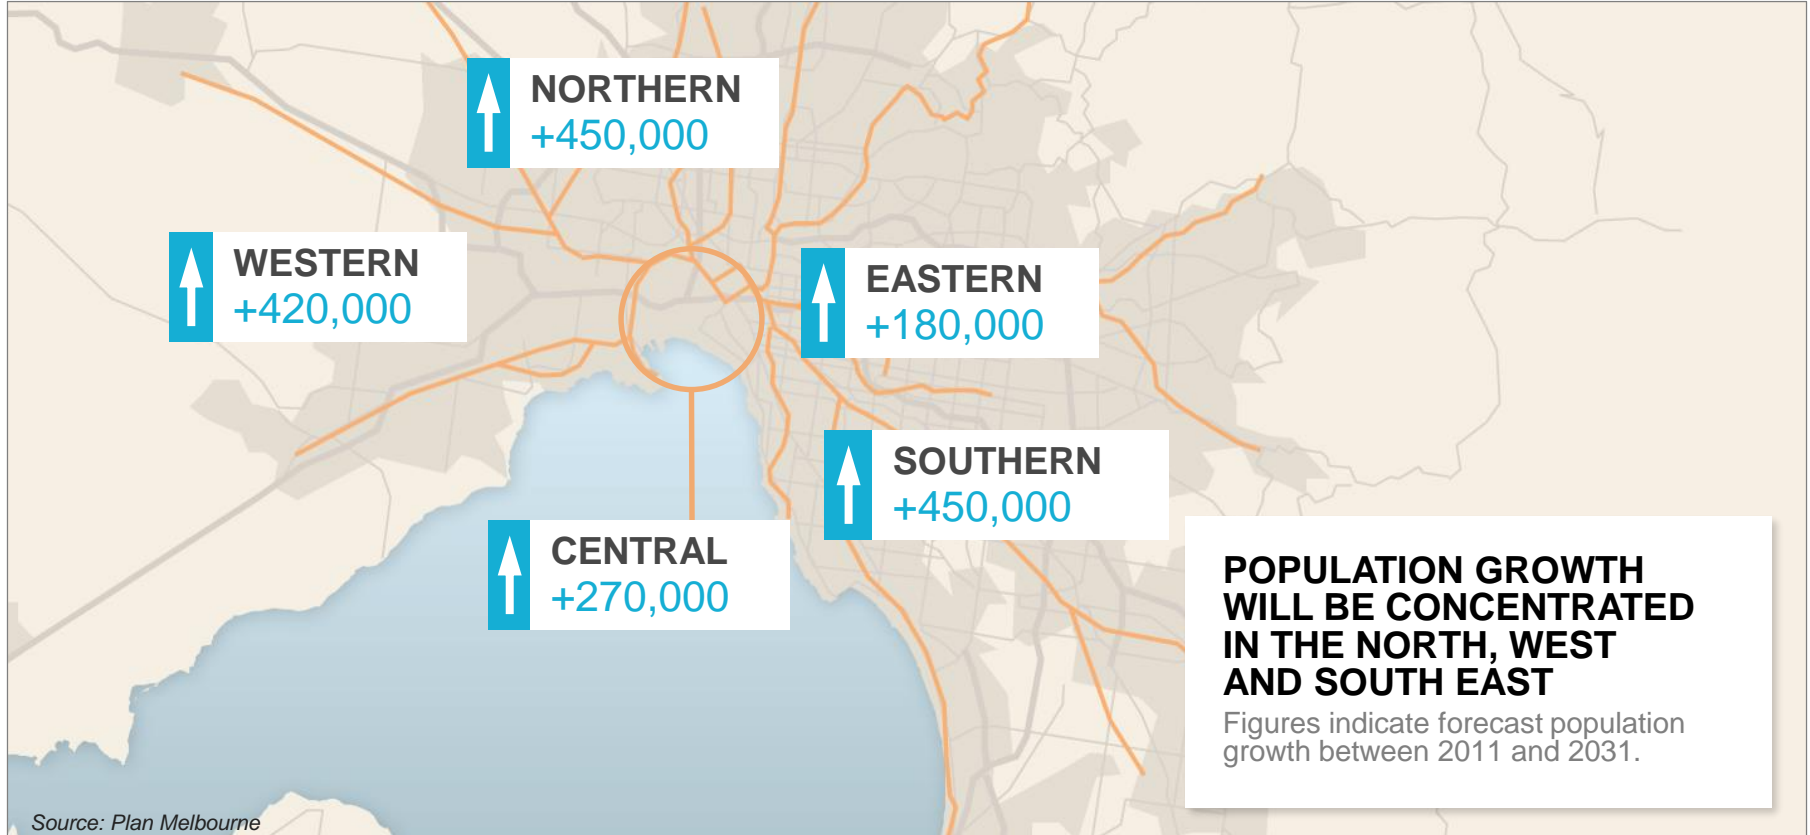 NORTHERN
+450,000
WESTERN
+420,000
EASTERN
+180,000
SOUTHERN
+450,000
CENTRAL
+270,000
POPULATION GROWTH
WILL BE CONCENTRATED
IN THE NORTH, WEST
AND SOUTH EAST
Figures indicate forecast population
growth between 2011 and 2031.
Source: Plan Melbourne